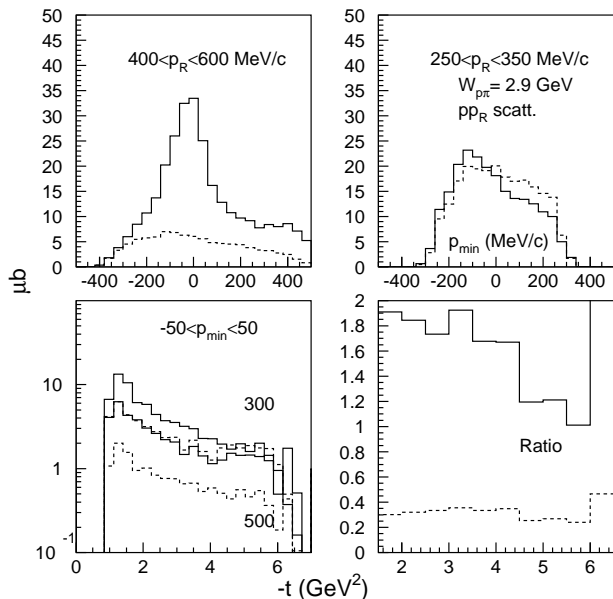 400<p_R<600 MeV/c
50
45
40
35
30
25
20
15
10
5
0
-400 -200 0 200 400
250<p_R<350 MeV/c
W_pπ= 2.9 GeV
pp_R scatt.
p_min (MeV/c)
50
45
40
35
30
25
20
15
10
5
0
-400 -200 0 200 400
μb
-50<p_min<50
300
500
10
1
10^-1
0 2 4 6
Ratio
2
1.8
1.6
1.4
1.2
1
0.8
0.6
0.4
0.2
0
2 3 4 5 6
-t (GeV^2)